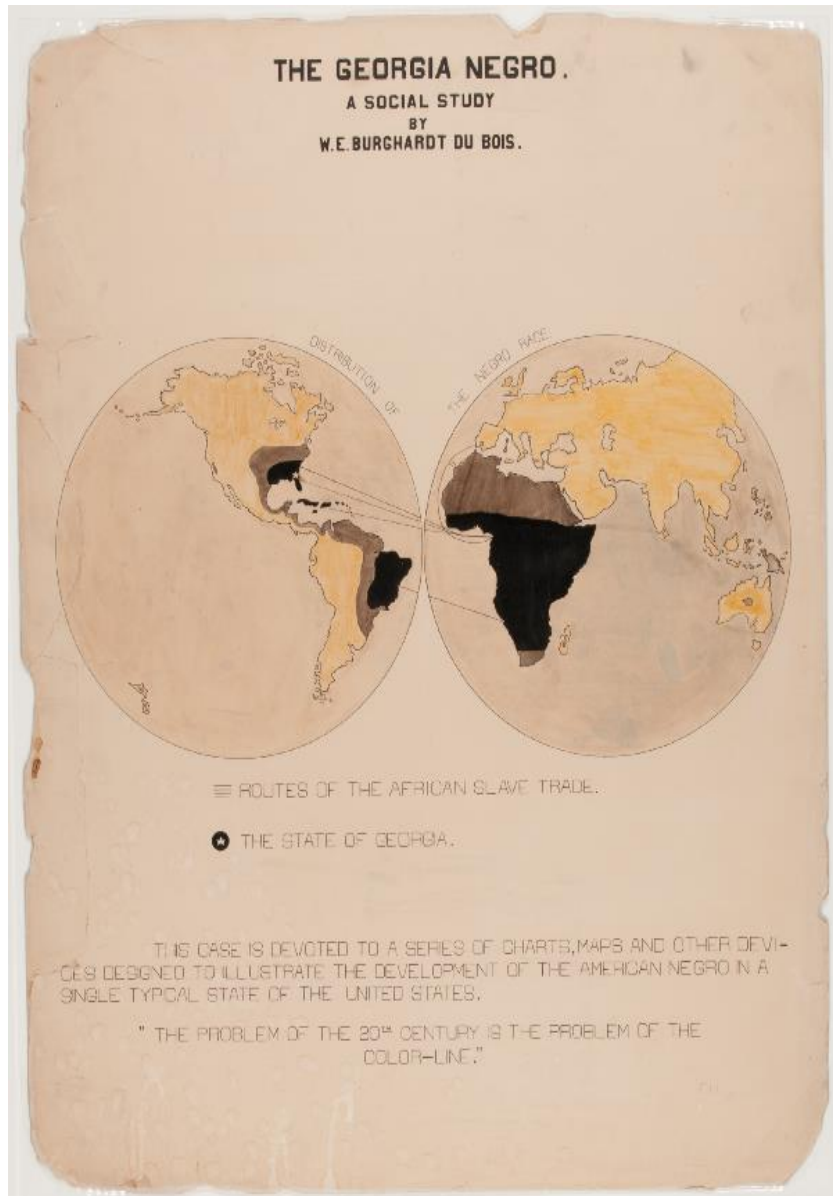 THE GEORGIA NEGRO.
A SOCIAL STUDY
BY
W.E.BURGHARDT DU BOIS.
DISTRIBUTION OF
THE NEGRO RACE
ROUTES OF THE AFRICAN SLAVE TRADE.
THE STATE OF GEORGIA.
THIS CASE IS DEVOTED TO A SERIES OF CHARTS, MAPS AND OTHER DEVI-
CES DESIGNED TO ILLUSTRATE THE DEVELOPMENT OF THE AMERICAN NEGRO IN A
SINGLE TYPICAL STATE OF THE UNITED STATES.
" THE PROBLEM OF THE 20TH CENTURY IS THE PROBLEM OF THE
COLOR-LINE."